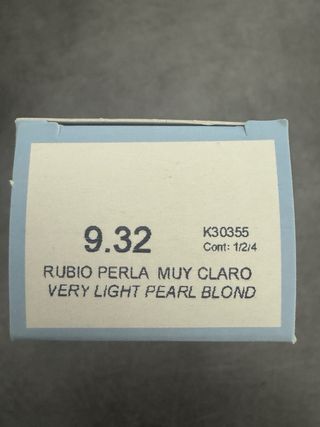 9.32
K30355
Cont: 1/2/4
RUBIO PERLA MUY CLARO
VERY LIGHT PEARL BLOND